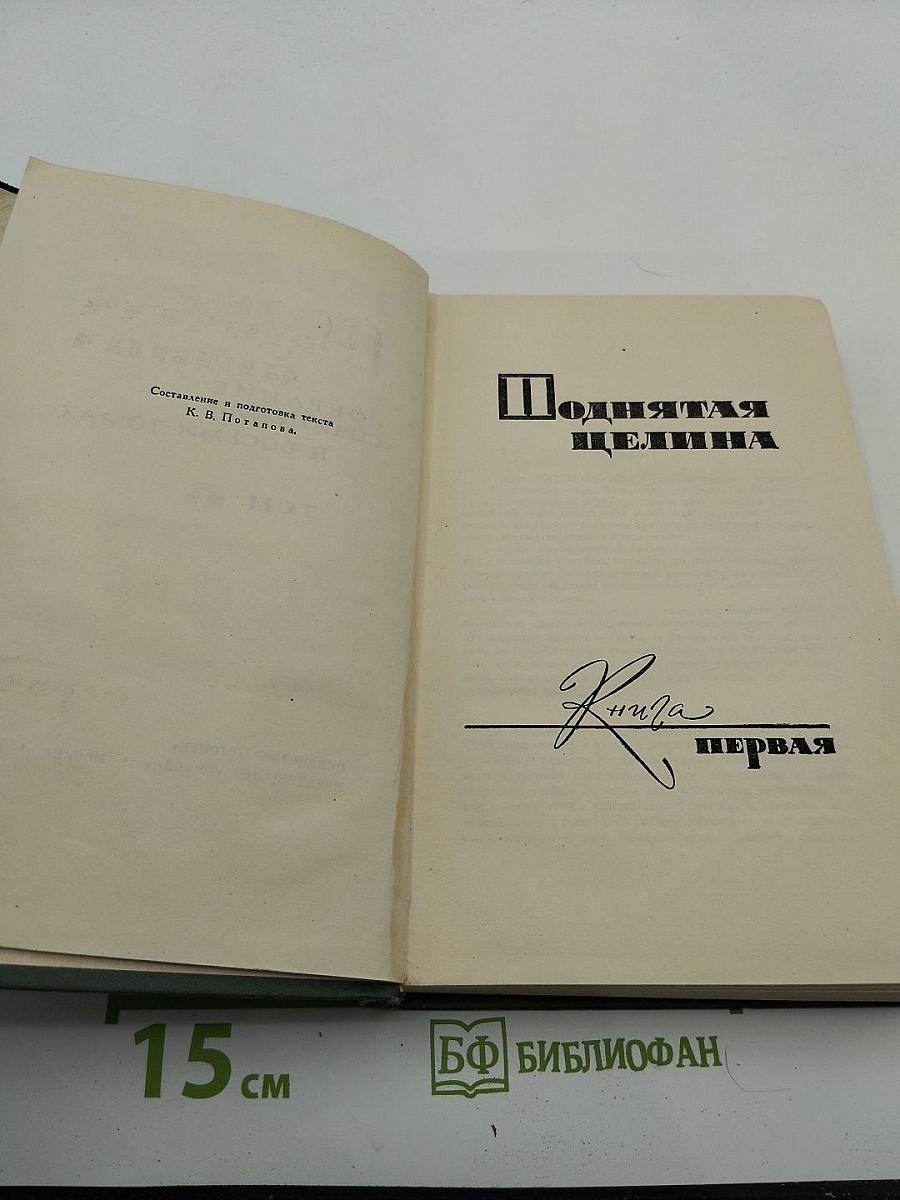 Составление и подготовка текста
К. В. Потапова.
Поднятая
целина
Книга
первая
15 см
БФ БИБЛИОФАН